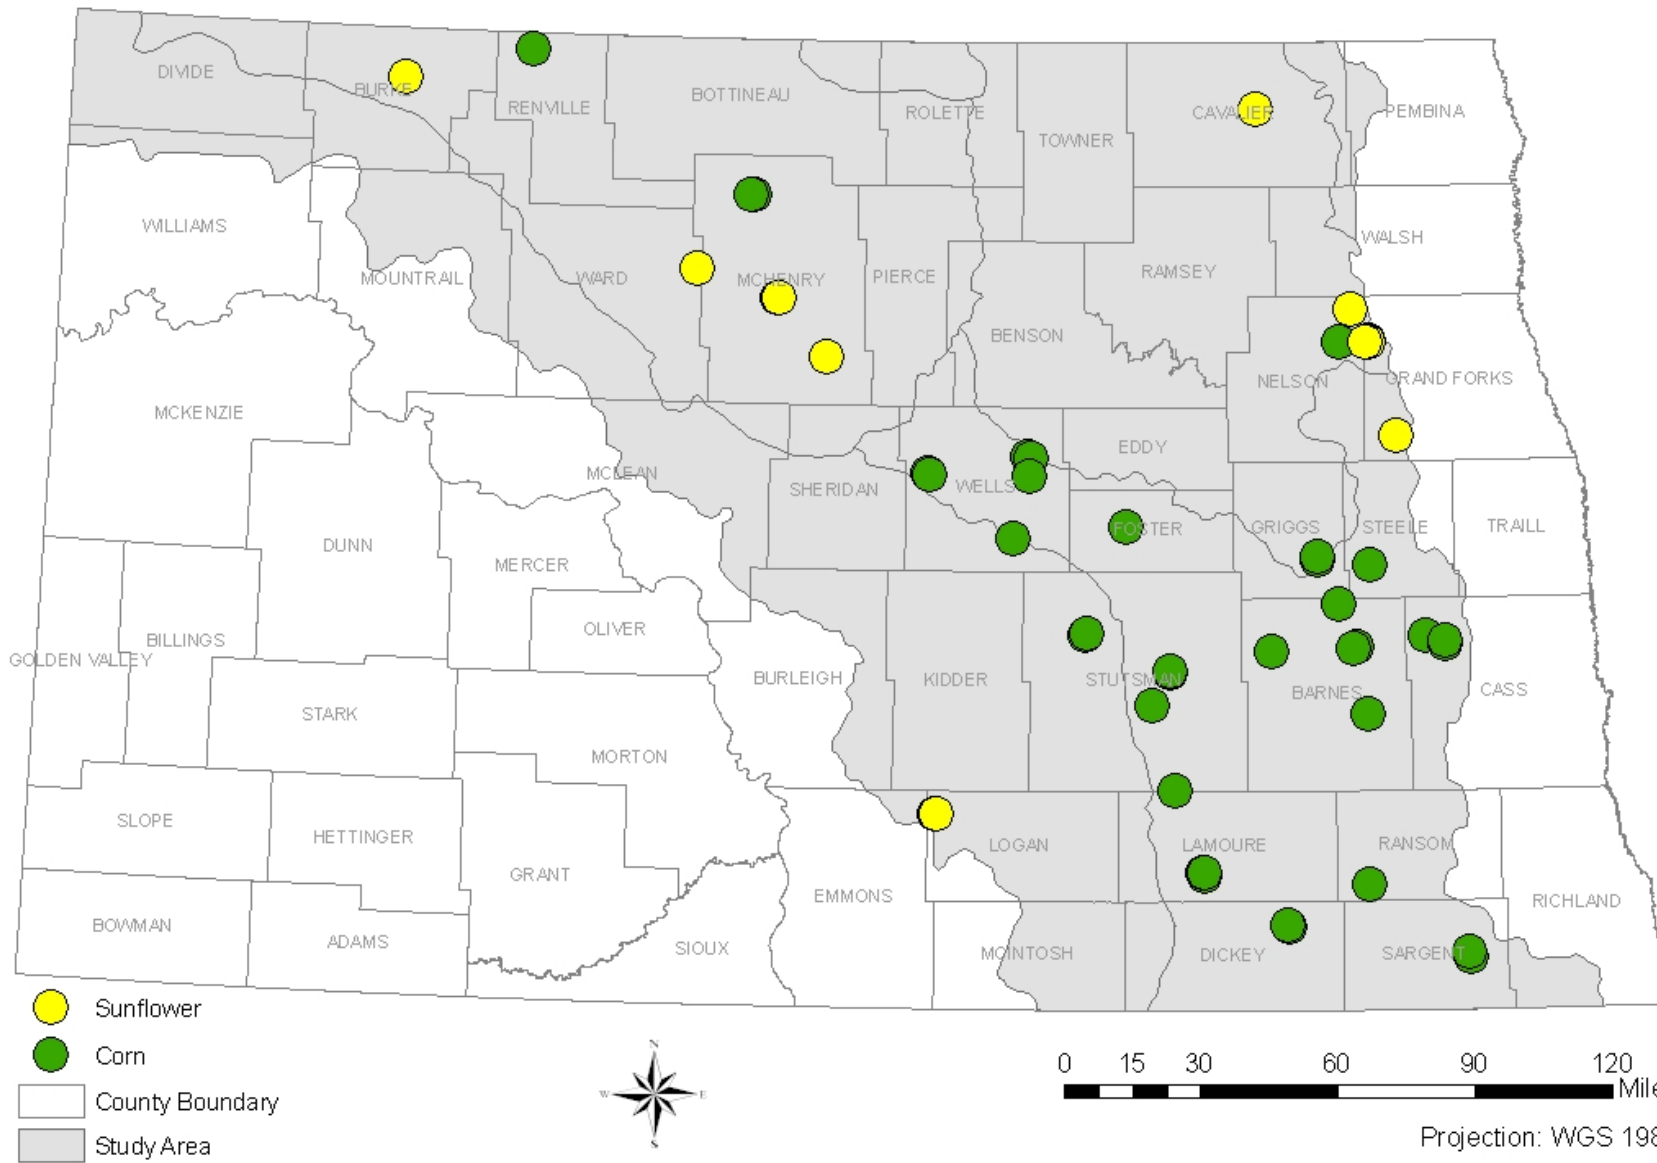 DIVIDE
BURKE
RENVILLE
BOTTINEAU
ROLETTE
TOWNER
CAVALIER
PEMBINA
WILLIAMS
MOUNTRAIL
WARD
MCHENRY
PIERCE
BENSON
RAMSEY
WALSH
MCKENZIE
NELSON
GRAND FORKS
MCLEAN
SHERIDAN
WELLS
EDDY
FOSTER
GRIGGS
STEELE
TRAILL
DUNN
MERCER
OLIVER
GOLDEN VALLEY
BILLINGS
BURLEIGH
KIDDER
STUTSMAN
BARNES
CASS
STARK
MORTON
SLOPE
HETTINGER
GRANT
EMMONS
LOGAN
LAMOURE
RANSOM
RICHLAND
BOWMAN
ADAMS
SIOUX
MCINTOSH
DICKEY
SARGENT
Sunflower
Corn
County Boundary
Study Area
N
W E
S
0 15 30 60 90 120
Mile
Projection: WGS 198